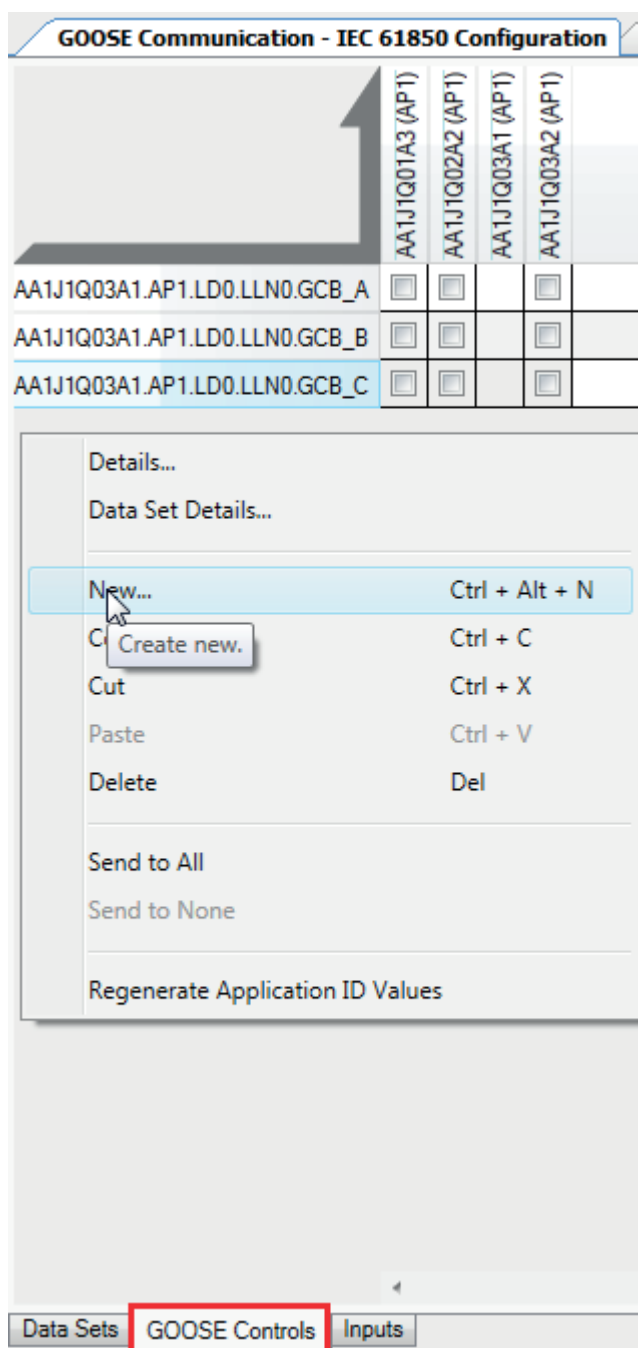 GOOSE Communication - IEC 61850 Configuration
AA1J1Q01A3 (AP1)
AA1J1Q02A2 (AP1)
AA1J1Q03A1 (AP1)
AA1J1Q03A2 (AP1)
AA1J1Q03A1.AP1.LD0.LLN0.GCB_A
AA1J1Q03A1.AP1.LD0.LLN0.GCB_B
AA1J1Q03A1.AP1.LD0.LLN0.GCB_C
Details...
Data Set Details...
New... Ctrl + Alt + N
Ctrl + C
Create new.
Cut Ctrl + X
Paste Ctrl + V
Delete Del
Send to All
Send to None
Regenerate Application ID Values
Data Sets GOOSE Controls Inputs